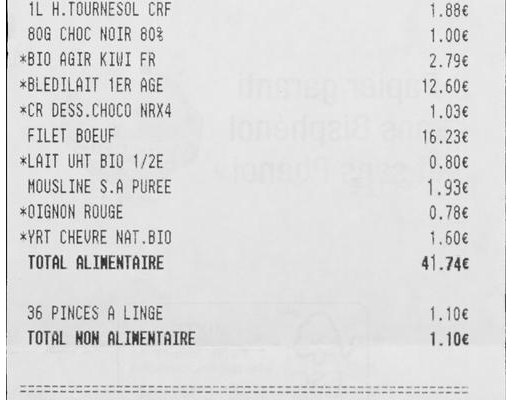 1L H.TOURNESOL CRF 1.88€
80G CHOC NOIR 80% 1.00€
*BIO AGIR KIWI FR 2.79€
*BLEDILAIT 1ER AGE 12.60€
*CR DESS.CHOCO NRX4 1.03€
FILET BOEUF 16.23€
*LAIT UHT BIO 1/2E 0.80€
MOUSLINE S.A PUREE 1.93€
*OIGNON ROUGE 0.78€
*YRT CHEVRE NAT.BIO 1.60€
TOTAL ALIMENTAIRE 41.74€
36 PINCES A LINGE 1.10€
TOTAL NON ALIMENTAIRE 1.10€